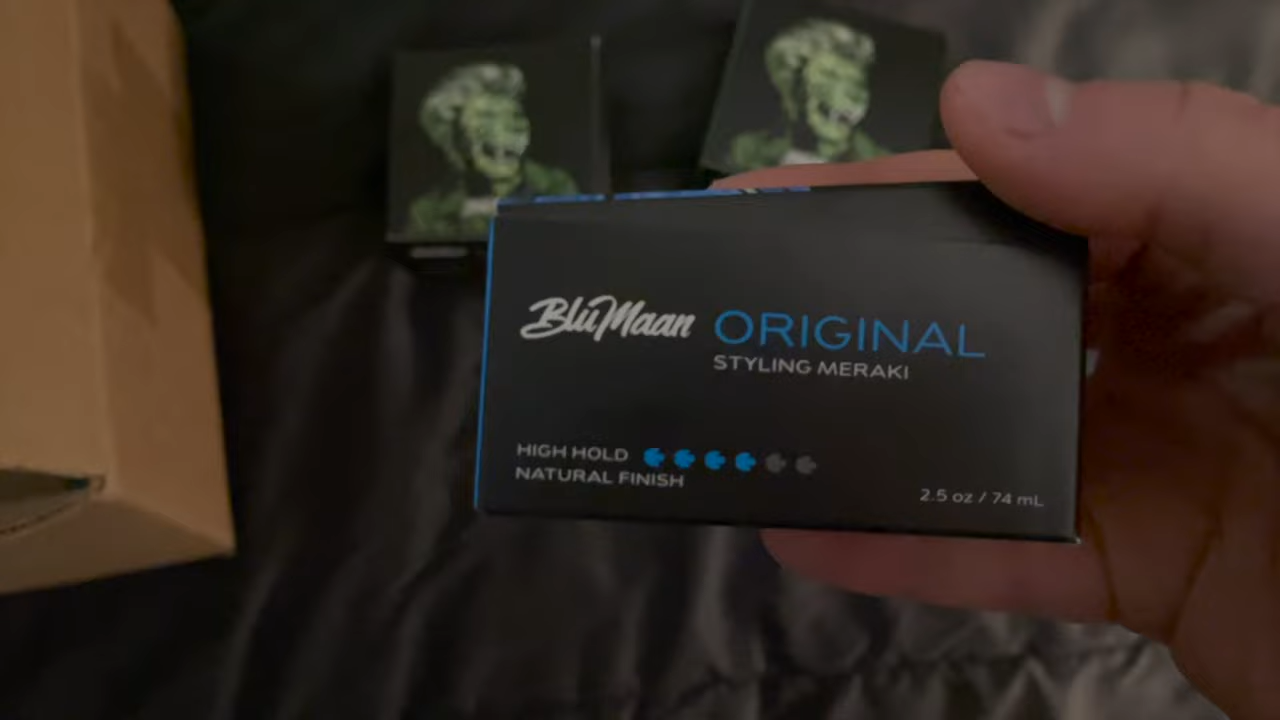 BluMaan ORIGINAL
STYLING MERAKI
HIGH HOLD
NATURAL FINISH
2.5 oz / 74 mL